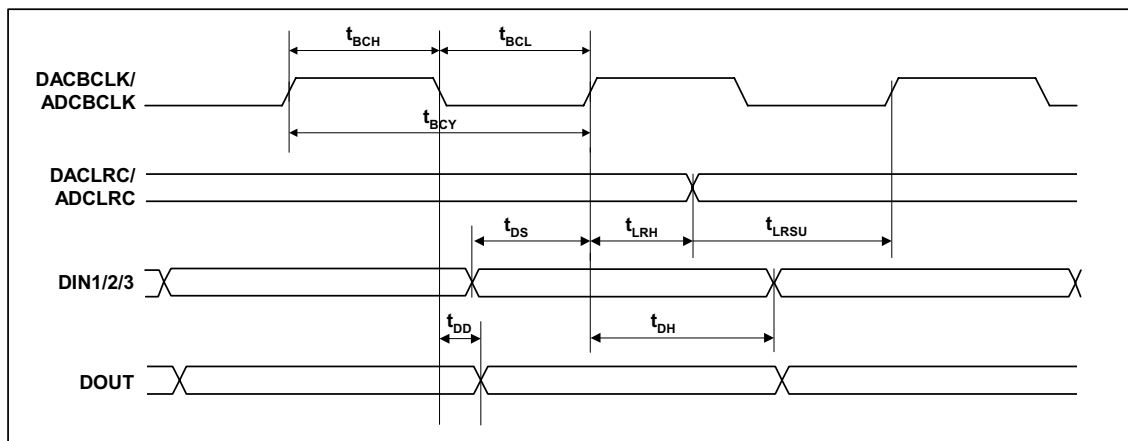 tBCH
tBCL
DACBCLK/
ADCBCLK
tBCY
DACLRC/
ADCLRC
tDS
tLRH
tLRSU
DIN1/2/3
tDD
tDH
DOUT